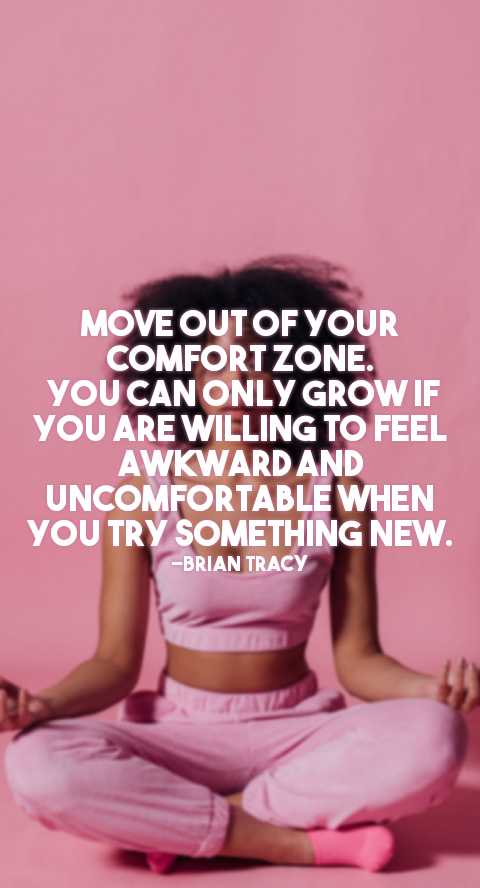 MOVE OUT OF YOUR
COMFORT ZONE.
YOU CAN ONLY GROW IF
YOU ARE WILLING TO FEEL
AWKWARD AND
UNCOMFORTABLE WHEN
YOU TRY SOMETHING NEW.
-BRIAN TRACY